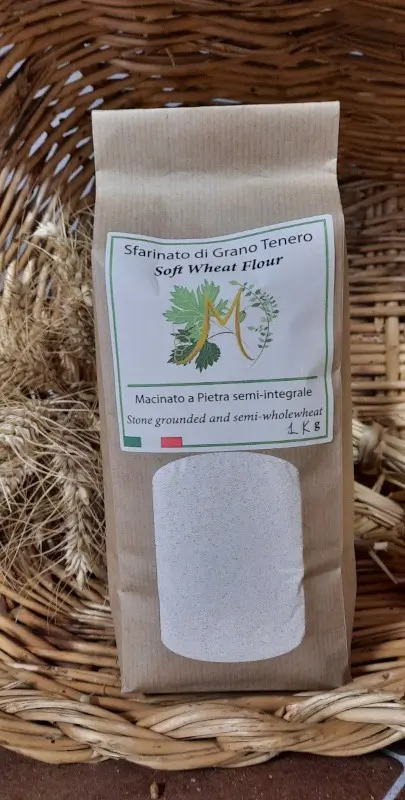 Sfarinato di Grano Tenero
Soft Wheat Flour
M
Macinato a Pietra semi-integrale
Stone grounded and semi-wholewheat
1 Kg